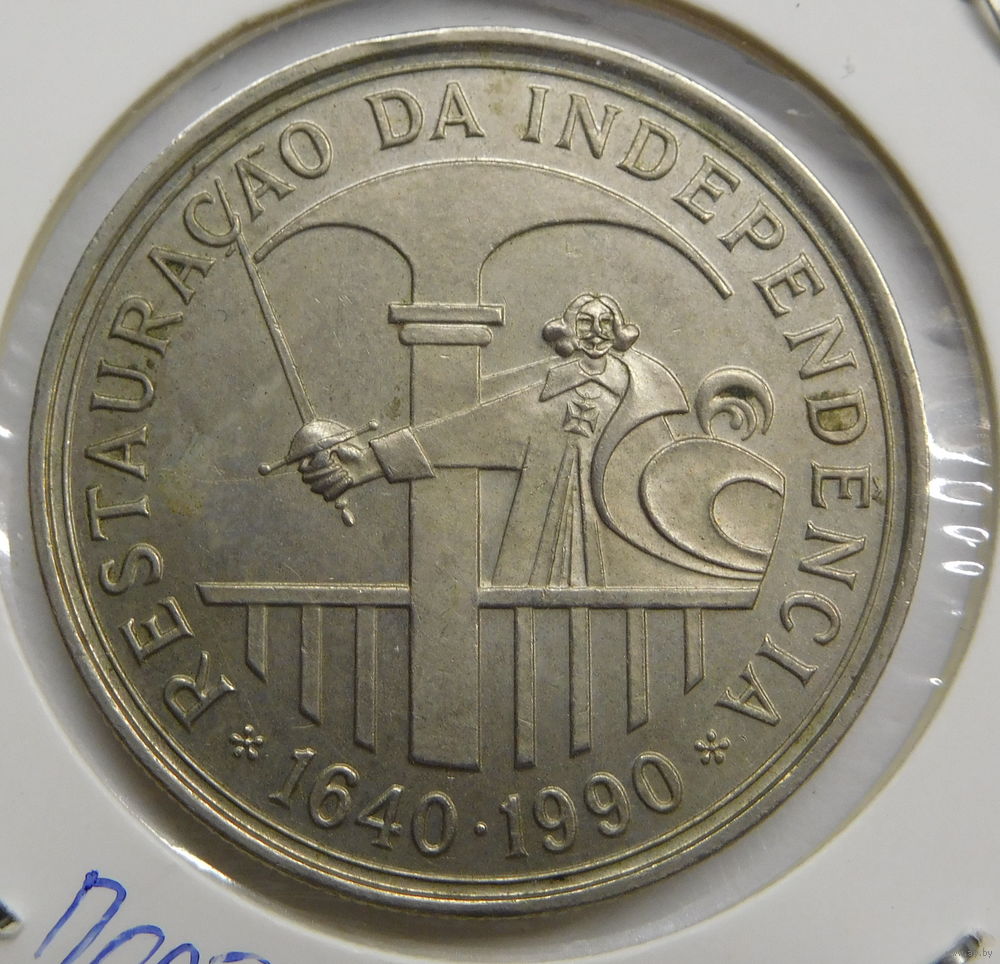 RESTAURAÇÃO DA INDEPENDÊNCIA
* 1640 · 1990 *